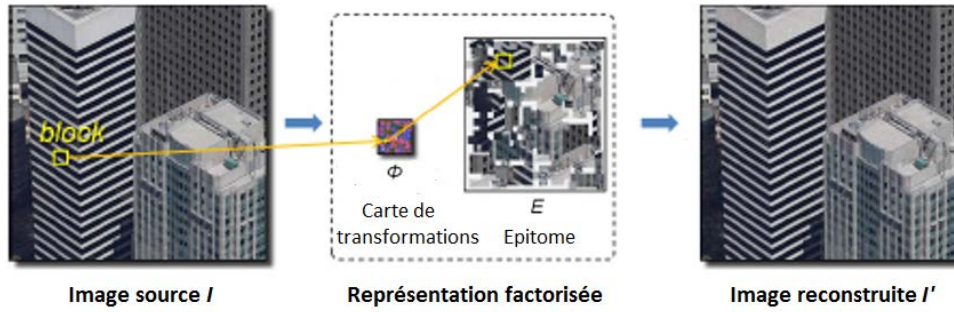 block
Φ
Carte de
transformations
E
Epitome
Image source I
Représentation factorisée
Image reconstruite I'